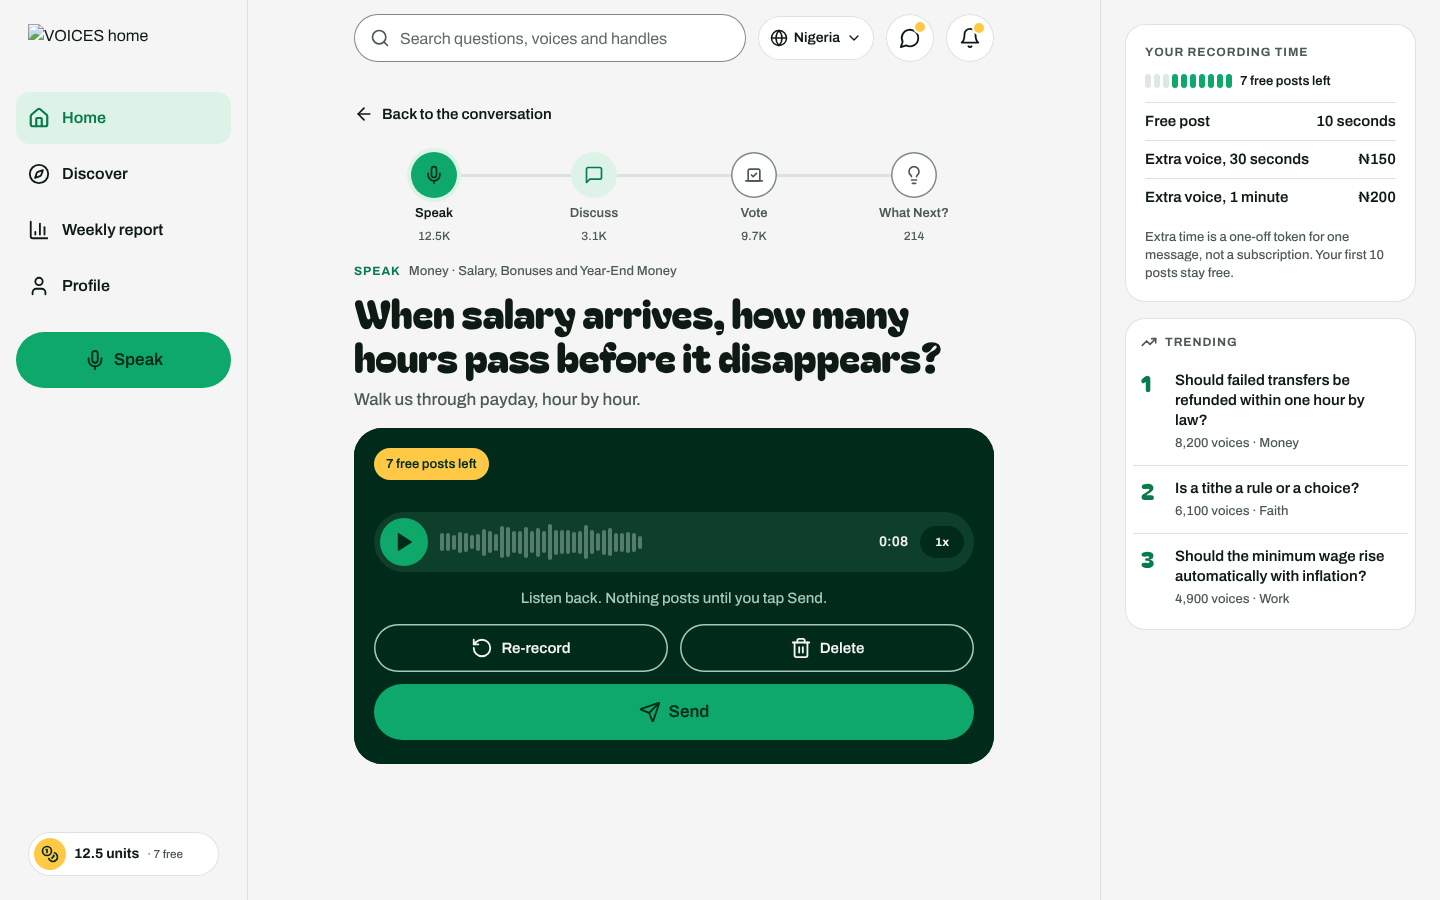 VOICES home
Home
Discover
Weekly report
Profile
Speak
12.5 units · 7 free
Search questions, voices and handles
Nigeria
Back to the conversation
Speak
12.5K
Discuss
3.1K
Vote
9.7K
What Next?
214
SPEAK Money · Salary, Bonuses and Year-End Money
When salary arrives, how many
hours pass before it disappears?
Walk us through payday, hour by hour.
7 free posts left
0:08
1x
Listen back. Nothing posts until you tap Send.
Re-record
Delete
Send
YOUR RECORDING TIME
7 free posts left
Free post 10 seconds
Extra voice, 30 seconds ₦150
Extra voice, 1 minute ₦200
Extra time is a one-off token for one
message, not a subscription. Your first 10
posts stay free.
TRENDING
1
Should failed transfers be
refunded within one hour by
law?
8,200 voices · Money
2
Is a tithe a rule or a choice?
6,100 voices · Faith
3
Should the minimum wage rise
automatically with inflation?
4,900 voices · Work